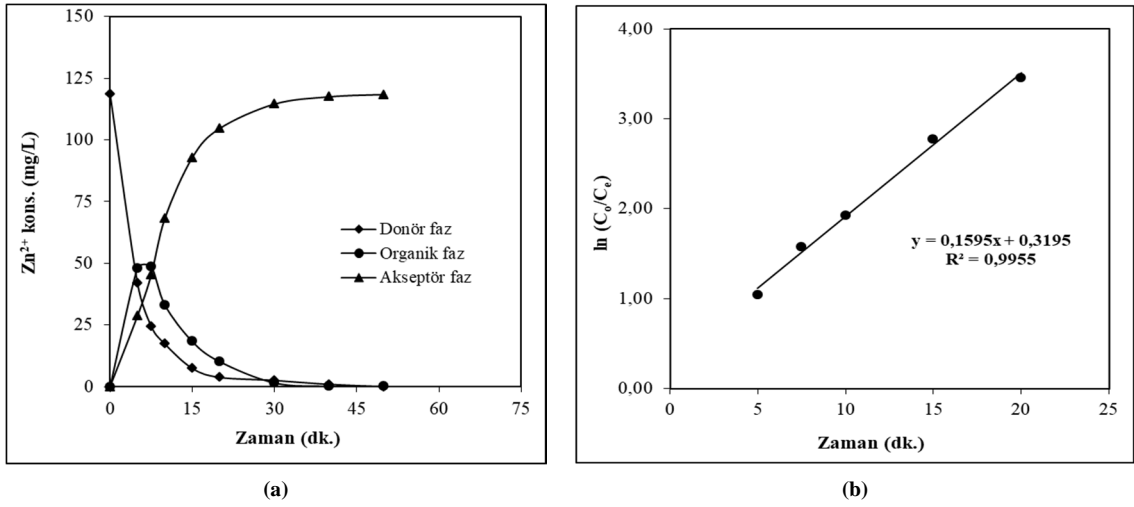 150
125
100
75
50
25
0
Zn²⁺ kons. (mg/L)
Donör faz
Organik faz
Akseptör faz
0 15 30 45 60 75
Zaman (dk.)
(a)
4,00
3,00
2,00
1,00
0,00
ln (Cₒ/Cₑ)
y = 0,1595x + 0,3195
R² = 0,9955
0 5 10 15 20 25
Zaman (dk.)
(b)